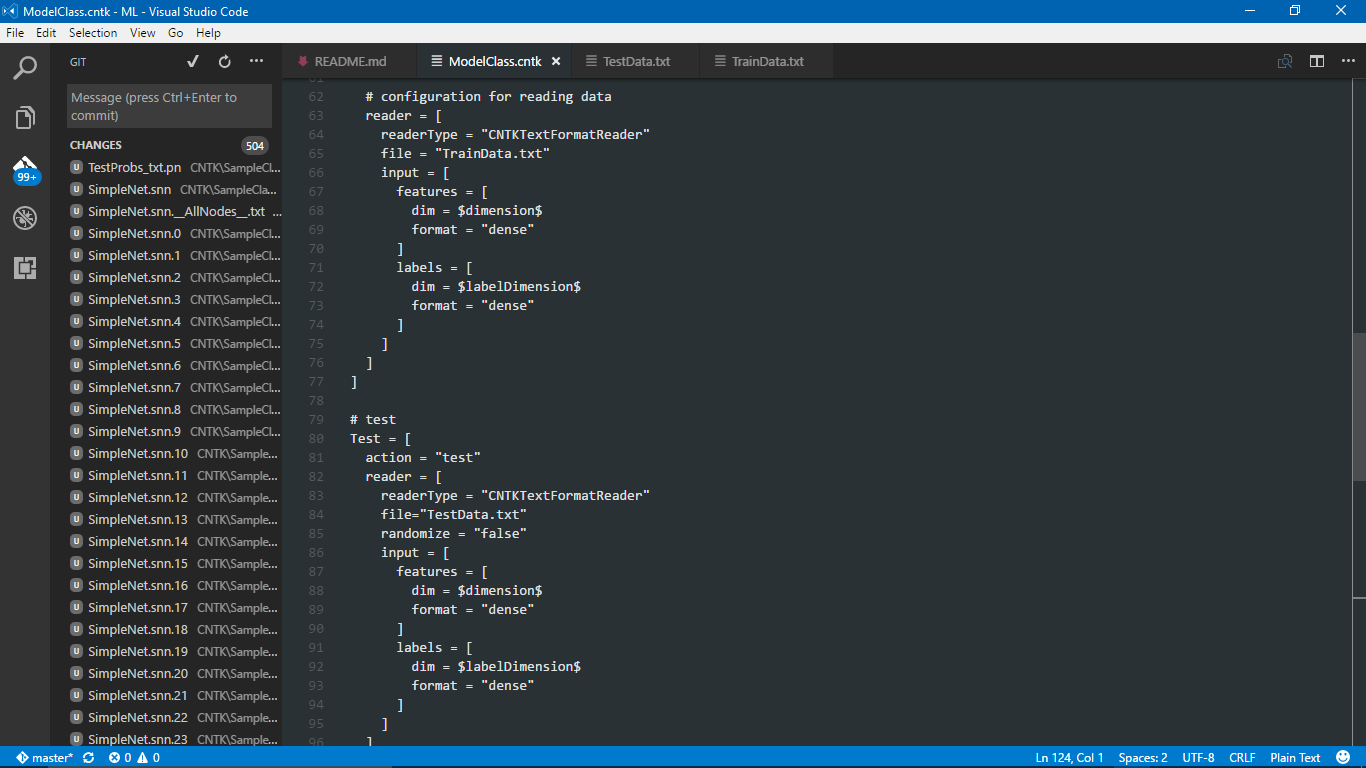 ModelClass.cntk - ML - Visual Studio Code
File Edit Selection View Go Help
GIT
Message (press Ctrl+Enter to
commit)
CHANGES 504
99+
U TestProbs_txt.pn CNTK\SampleCl...
U SimpleNet.snn CNTK\SampleCla...
U SimpleNet.snn.__AllNodes__.txt ...
U SimpleNet.snn.0 CNTK\SampleCl...
U SimpleNet.snn.1 CNTK\SampleCl...
U SimpleNet.snn.2 CNTK\SampleCl...
U SimpleNet.snn.3 CNTK\SampleCl...
U SimpleNet.snn.4 CNTK\SampleCl...
U SimpleNet.snn.5 CNTK\SampleCl...
U SimpleNet.snn.6 CNTK\SampleCl...
U SimpleNet.snn.7 CNTK\SampleCl...
U SimpleNet.snn.8 CNTK\SampleCl...
U SimpleNet.snn.9 CNTK\SampleCl...
U SimpleNet.snn.10 CNTK\Sample...
U SimpleNet.snn.11 CNTK\Sample...
U SimpleNet.snn.12 CNTK\Sample...
U SimpleNet.snn.13 CNTK\Sample...
U SimpleNet.snn.14 CNTK\Sample...
U SimpleNet.snn.15 CNTK\Sample...
U SimpleNet.snn.16 CNTK\Sample...
U SimpleNet.snn.17 CNTK\Sample...
U SimpleNet.snn.18 CNTK\Sample...
U SimpleNet.snn.19 CNTK\Sample...
U SimpleNet.snn.20 CNTK\Sample...
U SimpleNet.snn.21 CNTK\Sample...
U SimpleNet.snn.22 CNTK\Sample...
U SimpleNet.snn.23 CNTK\Sample...
README.md ModelClass.cntk TestData.txt TrainData.txt
61
62 # configuration for reading data
63 reader = [
64 readerType = "CNTKTextFormatReader"
65 file = "TrainData.txt"
66 input = [
67 features = [
68 dim = $dimension$
69 format = "dense"
70 ]
71 labels = [
72 dim = $labelDimension$
73 format = "dense"
74 ]
75 ]
76 ]
77 ]
78
79 # test
80 Test = [
81 action = "test"
82 reader = [
83 readerType = "CNTKTextFormatReader"
84 file="TestData.txt"
85 randomize = "false"
86 input = [
87 features = [
88 dim = $dimension$
89 format = "dense"
90 ]
91 labels = [
92 dim = $labelDimension$
93 format = "dense"
94 ]
95 ]
96 ]
master* 0 0 Ln 124, Col 1 Spaces: 2 UTF-8 CRLF Plain Text